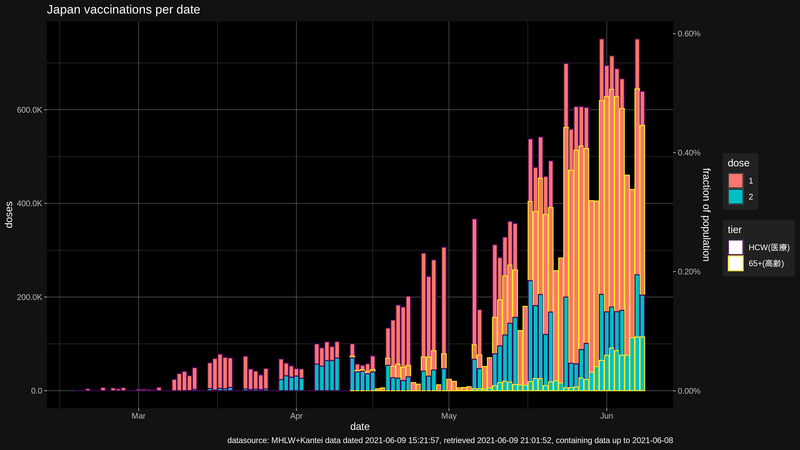 Japan vaccinations per date
doses
600.0K
400.0K
200.0K
0.0
0.60%
0.40%
0.20%
0.00%
fraction of population
Mar Apr May Jun
date
dose
1
2
tier
HCW(医療)
65+(高齢)
datasource: MHLW+Kantei data dated 2021-06-09 15:21:57, retrieved 2021-06-09 21:01:52, containing data up to 2021-06-08